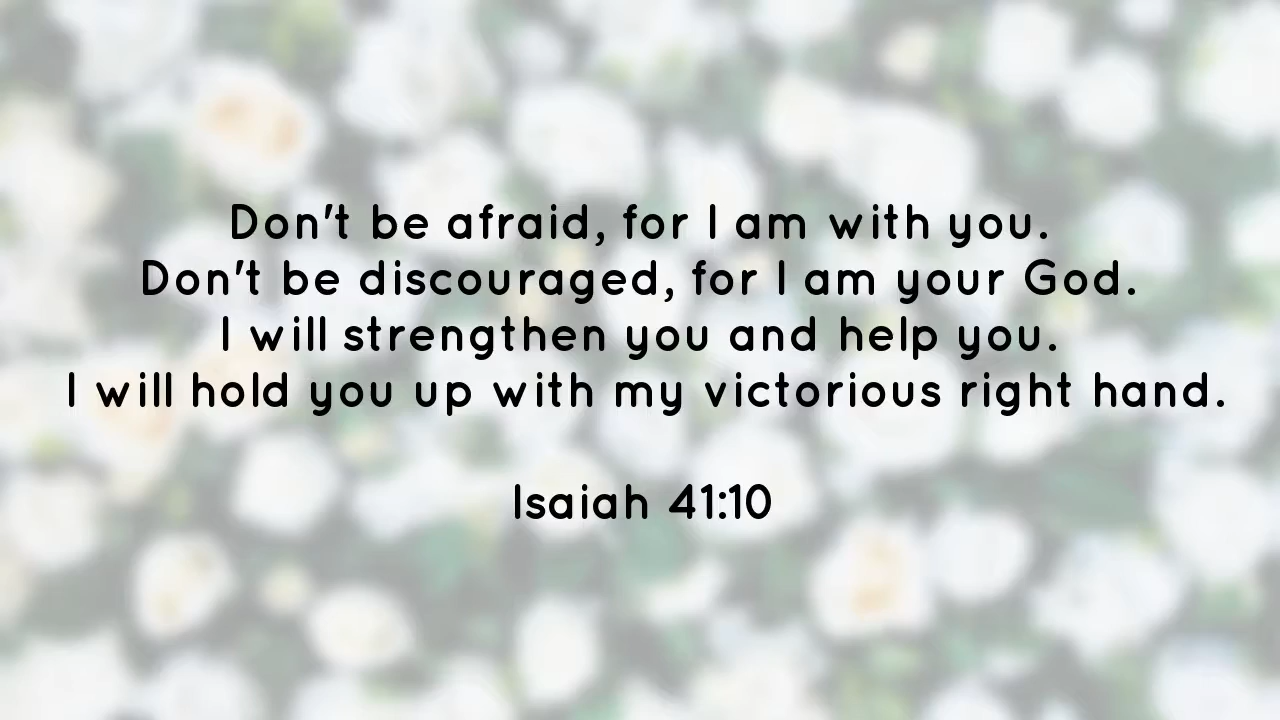 Don't be afraid, for I am with you.
Don't be discouraged, for I am your God.
I will strengthen you and help you.
I will hold you up with my victorious right hand.
Isaiah 41:10